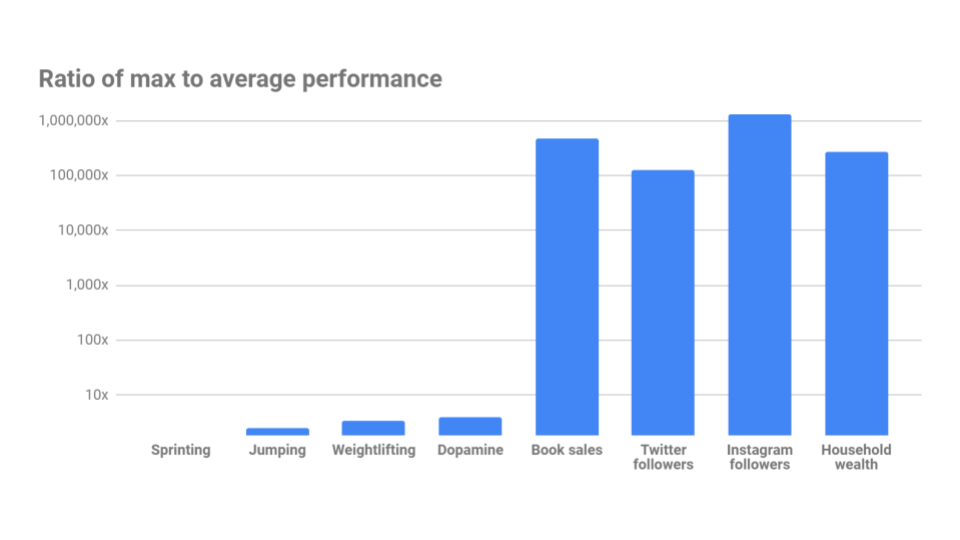 Ratio of max to average performance
1,000,000x
100,000x
10,000x
1,000x
100x
10x
Sprinting
Jumping
Weightlifting
Dopamine
Book sales
Twitter
followers
Instagram
followers
Household
wealth